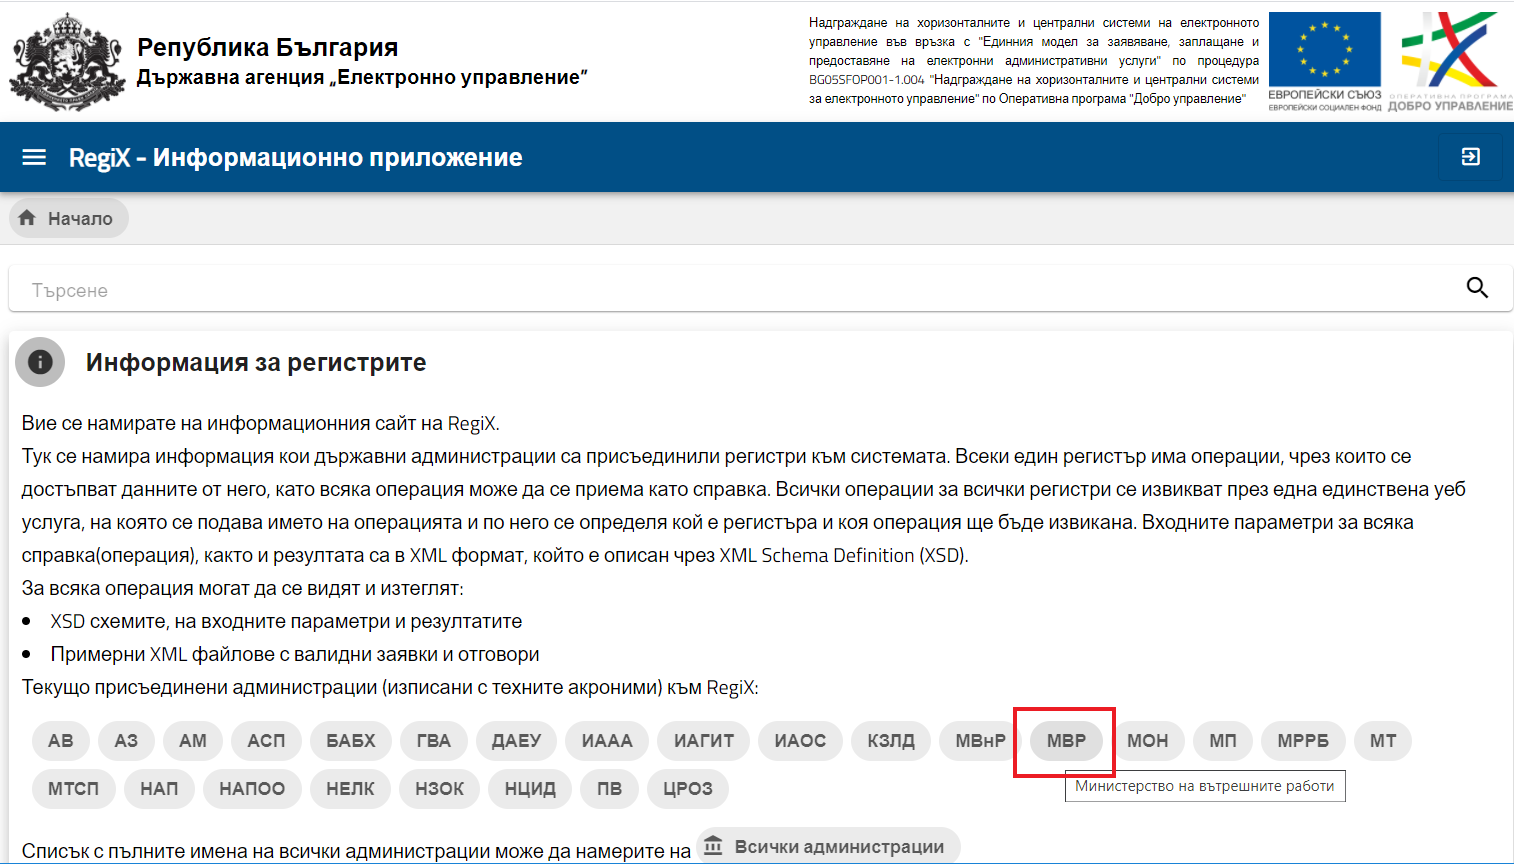 Република България
Държавна агенция „Електронно управление”
Надграждане на хоризонталните и централни системи на електронното
управление във връзка с "Единния модел за заявяване, заплащане и
предоставяне на електронни административни услуги" по процедура
BG05SFOP001-1.004 "Надграждане на хоризонталните и централни системи
за електронното управление" по Оперативна програма "Добро управление"
ЕВРОПЕЙСКИ СЪЮЗ
ЕВРОПЕЙСКИ СОЦИАЛЕН ФОНД
ОПЕРАТИВНА ПРОГРАМА
ДОБРО УПРАВЛЕНИЕ
RegiX - Информационно приложение
Начало
Търсене
Информация за регистрите
Вие се намирате на информационния сайт на RegiX.
Тук се намира информация кои държавни администрации са присъединили регистри към системата. Всеки един регистър има операции, чрез които се
достъпват данните от него, като всяка операция може да се приема като справка. Всички операции за всички регистри се извикват през една единствена уеб
услуга, на която се подава името на операцията и по него се определя кой е регистъра и коя операция ще бъде извикана. Входните параметри за всяка
справка(операция), както и резултата са в XML формат, който е описан чрез XML Schema Definition (XSD).
За всяка операция могат да се видят и изтеглят:
• XSD схемите, на входните параметри и резултатите
• Примерни XML файлове с валидни заявки и отговори
Текущо присъединени администрации (изписани с техните акроними) към RegiX:
АВ АЗ АМ АСП БАБХ ГВА ДАЕУ ИААА ИАГИТ ИАОС КЗЛД МВнР МВР МОН МП МРРБ МТ
МТСП НАП НАПОО НЕЛК НЗОК НЦИД ПВ ЦРОЗ
Министерство на вътрешните работи
Списък с пълните имена на всички администрации може да намерите на Всички администрации